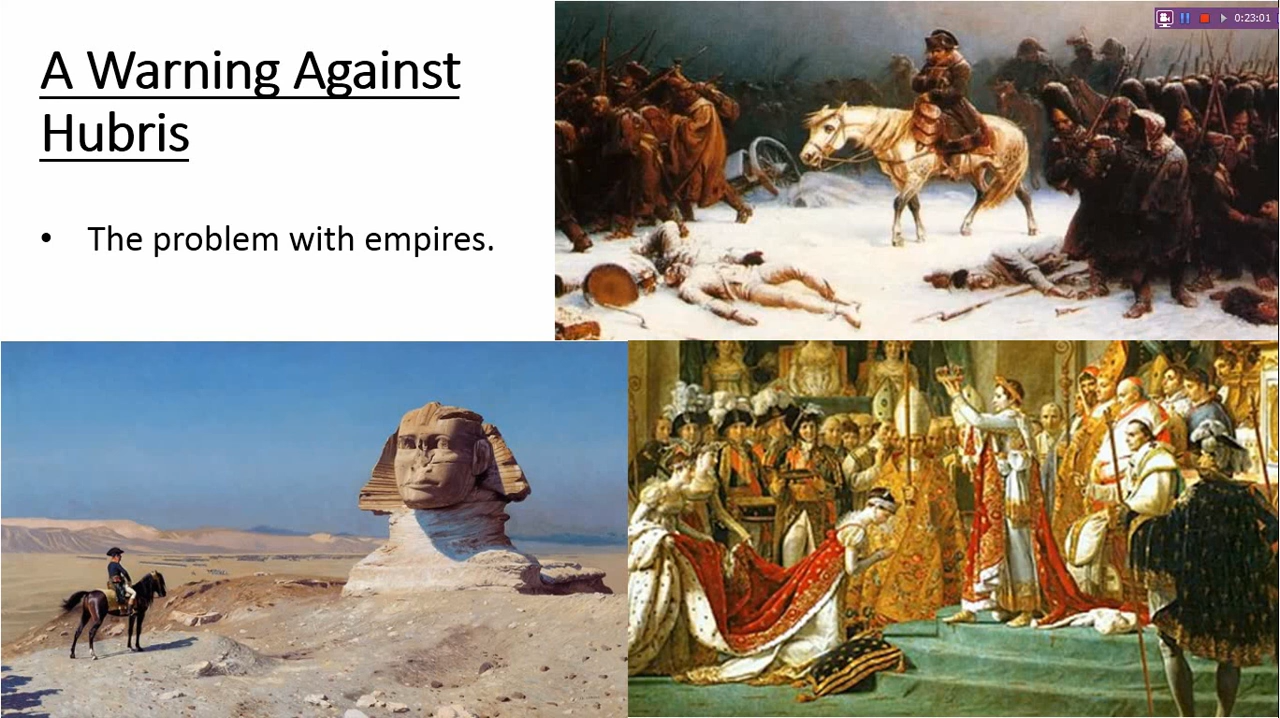 A Warning Against
Hubris
• The problem with empires.
0:23:01